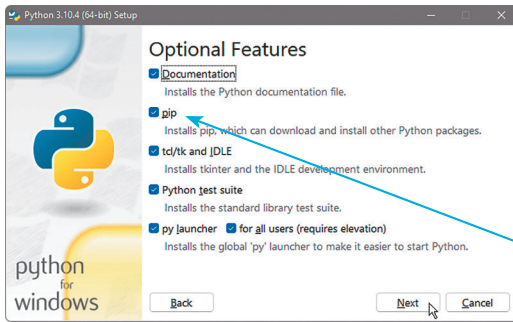 Python 3.10.4 (64-bit) Setup
Optional Features
Documentation
Installs the Python documentation file.
pip
Installs pip, which can download and install other Python packages.
tcl/tk and IDLE
Installs tkinter and the IDLE development environment.
Python test suite
Installs the standard library test suite.
py launcher for all users (requires elevation)
Installs the global 'py' launcher to make it easier to start Python.
python
for
windows
Back Next Cancel